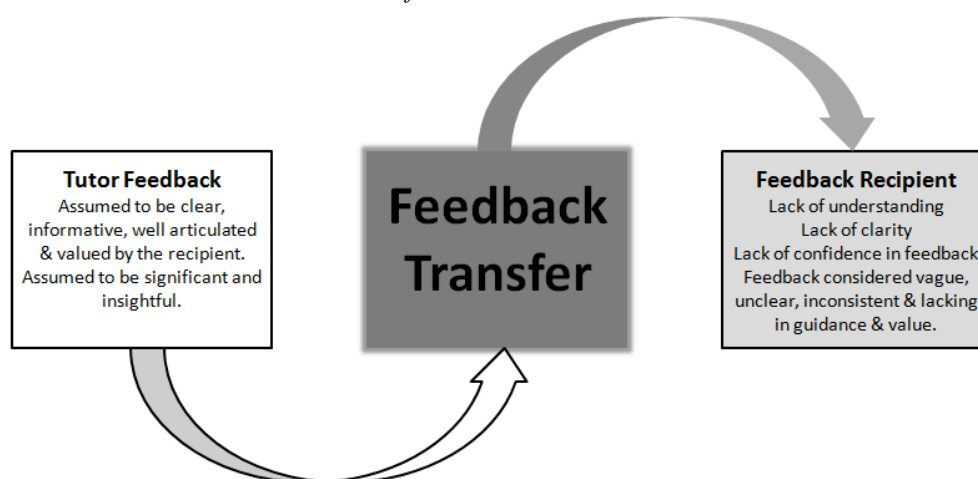 Tutor Feedback
Assumed to be clear,
informative, well articulated
& valued by the recipient.
Assumed to be significant and
insightful.
Feedback
Transfer
Feedback Recipient
Lack of understanding
Lack of clarity
Lack of confidence in feedback
Feedback considered vague,
unclear, inconsistent & lacking
in guidance & value.